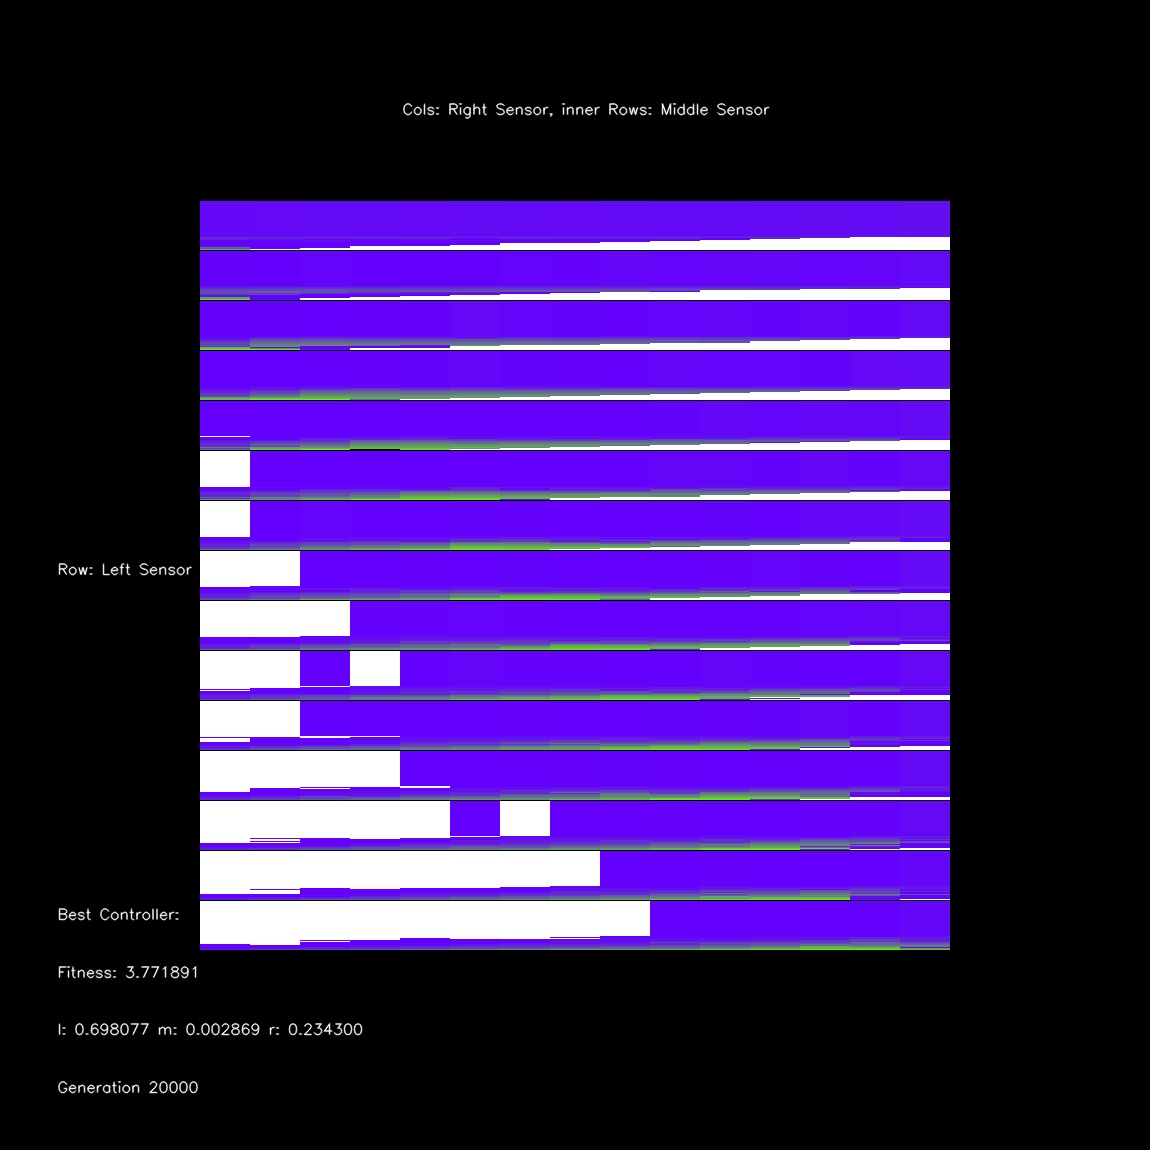 Cols: Right Sensor, inner Rows: Middle Sensor
Row: Left Sensor
Best Controller:
Fitness: 3.771891
l: 0.698077 m: 0.002869 r: 0.234300
Generation 20000